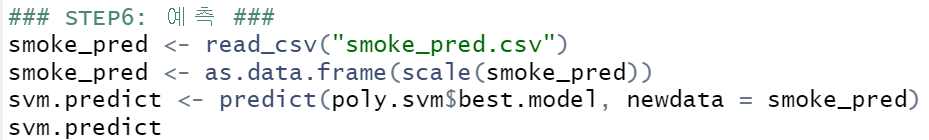 ### STEP6: 예측 ###
smoke_pred <- read_csv("smoke_pred.csv")
smoke_pred <- as.data.frame(scale(smoke_pred))
svm.predict <- predict(poly.svm$best.model, newdata = smoke_pred)
svm.predict